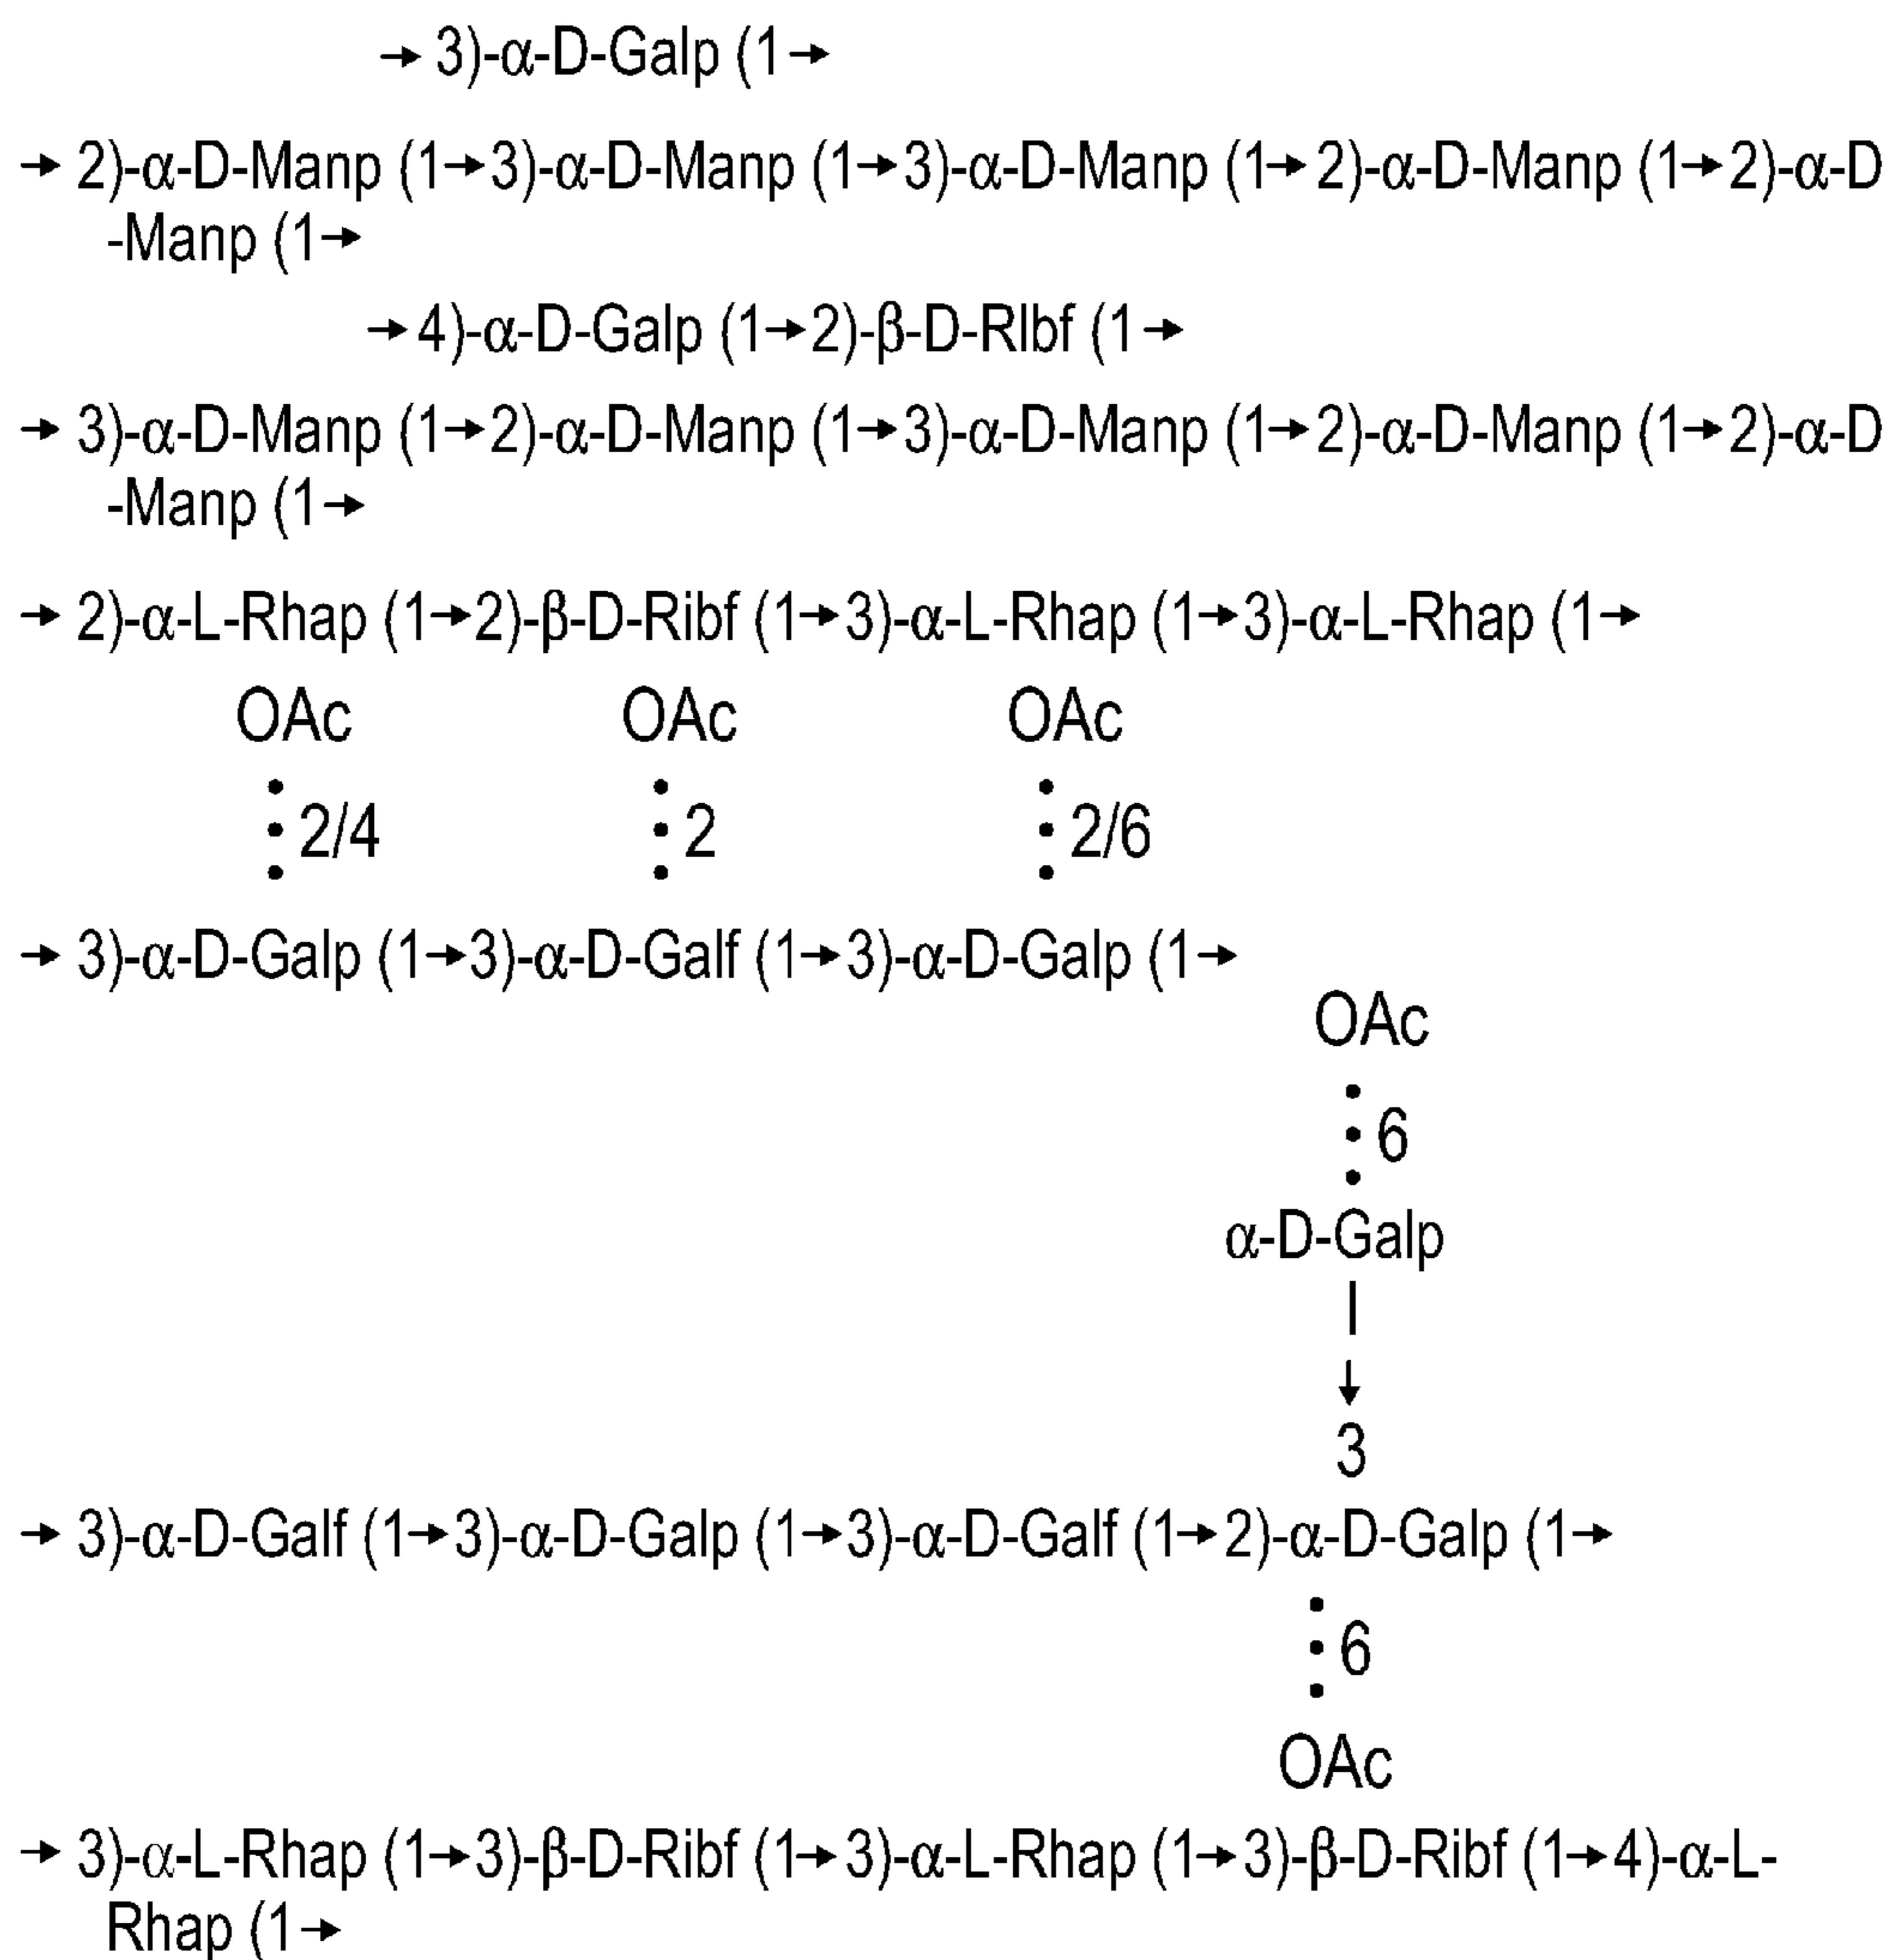 → 3)-α-D-Galp (1→
→ 2)-α-D-Manp (1→3)-α-D-Manp (1→3)-α-D-Manp (1→2)-α-D-Manp (1→2)-α-D
-Manp (1→
→4)-α-D-Galp (1→2)-β-D-RIbf (1→
→ 3)-α-D-Manp (1→2)-α-D-Manp (1→3)-α-D-Manp (1→2)-α-D-Manp (1→2)-α-D
-Manp (1→
→ 2)-α-L-Rhap (1→2)-β-D-Ribf (1→3)-α-L-Rhap (1→3)-α-L-Rhap (1→
OAc OAc OAc
2/4 2 2/6
→ 3)-α-D-Galp (1→3)-α-D-Galf (1→3)-α-D-Galp (1→
OAc
6
α-D-Galp
|
↓
3
→ 3)-α-D-Galf (1→3)-α-D-Galp (1→3)-α-D-Galf (1→2)-α-D-Galp (1→
6
OAc
→ 3)-α-L-Rhap (1→3)-β-D-Ribf (1→3)-α-L-Rhap (1→3)-β-D-Ribf (1→4)-α-L-
Rhap (1→